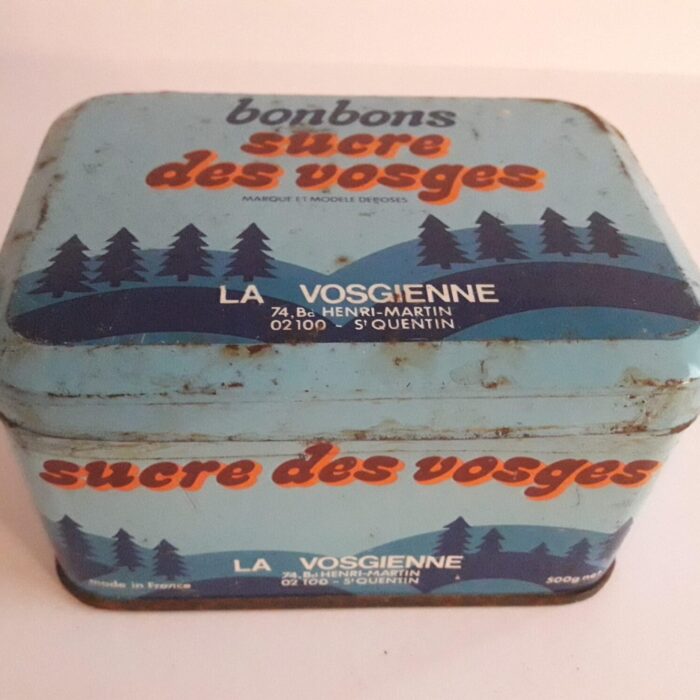 bonbons
sucre
des vosges
MARQUE ET MODELE DEPOSES
LA VOSGIENNE
74, Bd HENRI-MARTIN
02100 - St QUENTIN
sucre des vosges
LA VOSGIENNE
74, Bd HENRI-MARTIN
02100 - St QUENTIN
made in France
500g